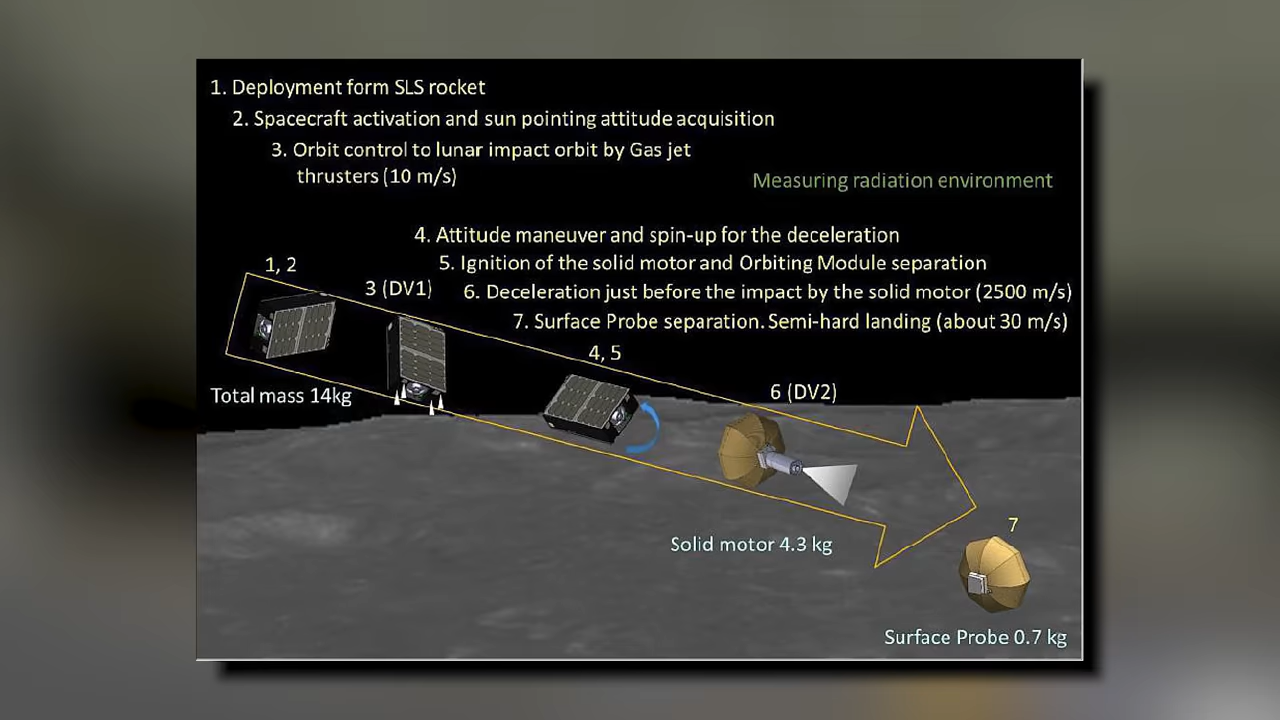 1. Deployment form SLS rocket
2. Spacecraft activation and sun pointing attitude acquisition
3. Orbit control to lunar impact orbit by Gas jet
thrusters (10 m/s)
Measuring radiation environment
4. Attitude maneuver and spin-up for the deceleration
5. Ignition of the solid motor and Orbiting Module separation
6. Deceleration just before the impact by the solid motor (2500 m/s)
7. Surface Probe separation. Semi-hard landing (about 30 m/s)
1, 2
3 (DV1)
4, 5
6 (DV2)
Total mass 14kg
Solid motor 4.3 kg
7
Surface Probe 0.7 kg